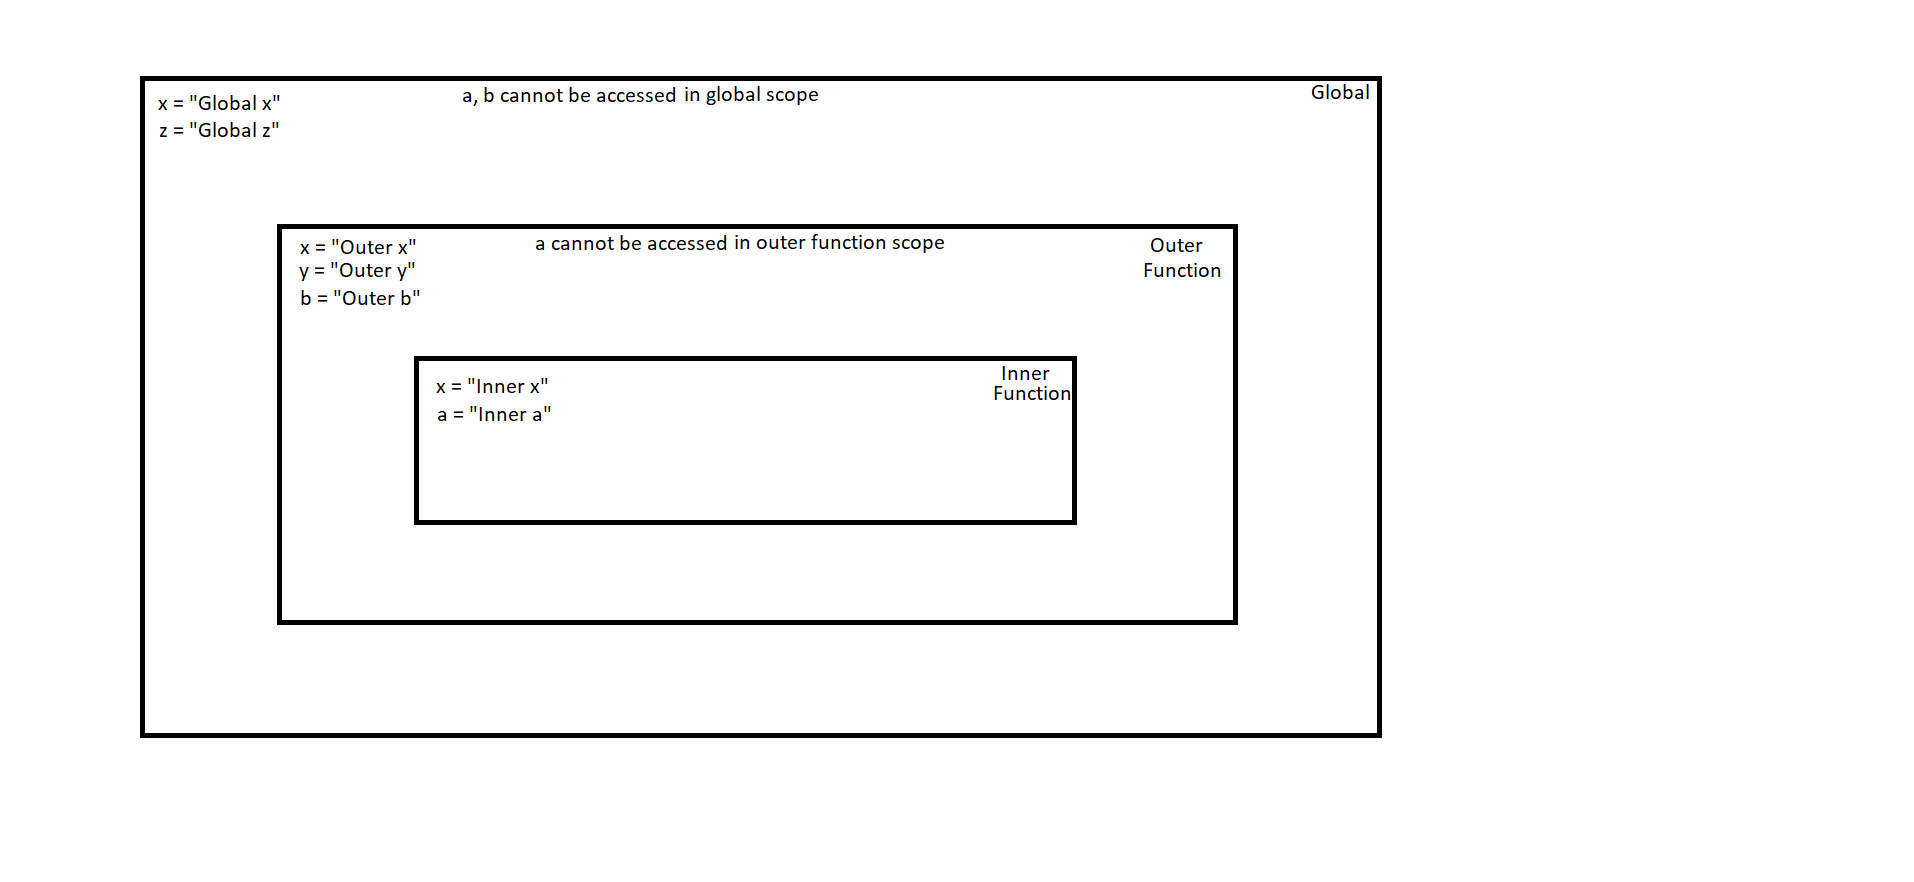 x = "Global x"
a, b cannot be accessed in global scope
Global
z = "Global z"
x = "Outer x"
a cannot be accessed in outer function scope
Outer
Function
y = "Outer y"
b = "Outer b"
x = "Inner x"
a = "Inner a"
Inner
Function